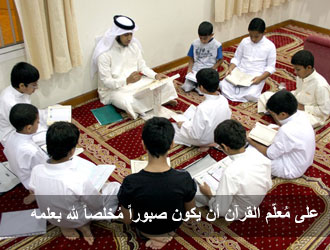 على مُعلّم القرآن أن يكون صبوراً مُخلصاً لله بعلمه